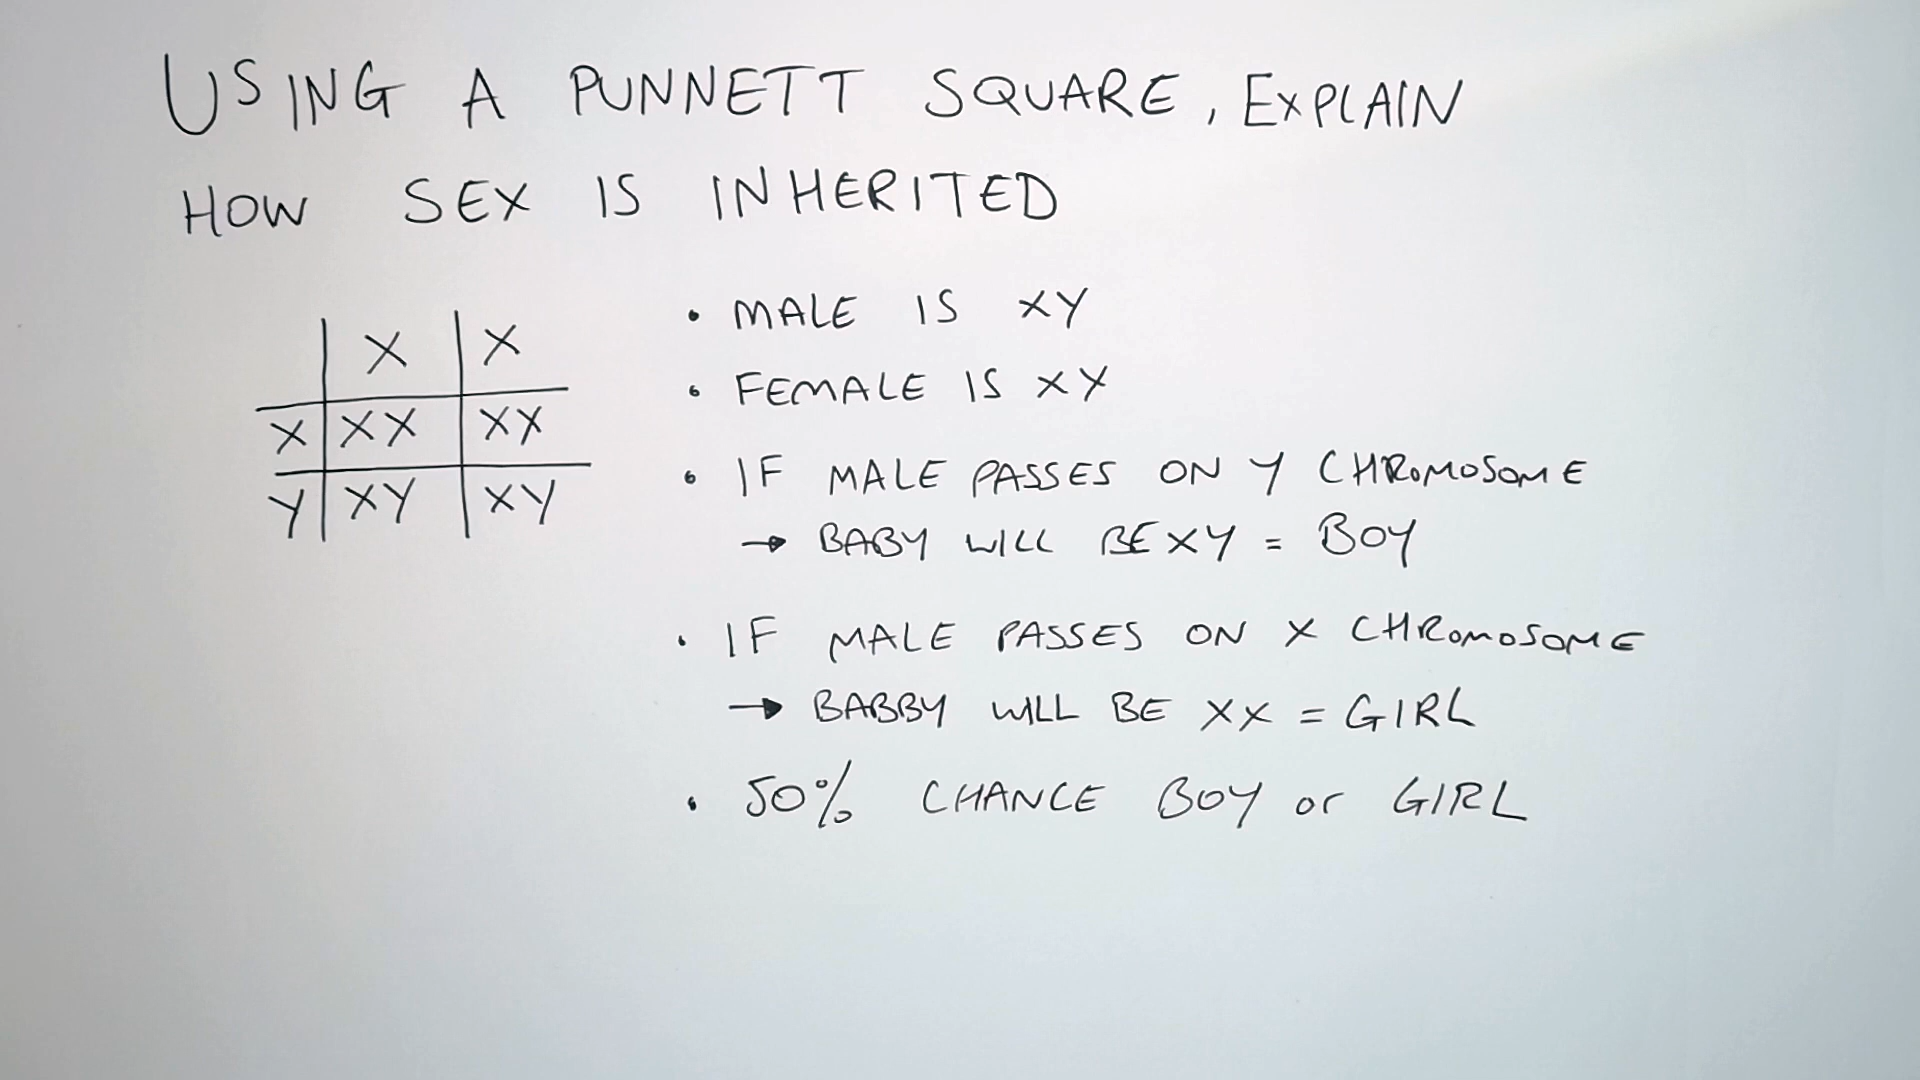 USING A PUNNETT SQUARE, EXPLAIN
HOW SEX IS INHERITED
X X
X XX XX
Y XY XY
• MALE IS XY
• FEMALE IS XY
• IF MALE PASSES ON Y CHROMOSOME
→ BABY WILL BE XY = BOY
• IF MALE PASSES ON X CHROMOSOME
→ BABBY WILL BE XX = GIRL
• 50% CHANCE BOY or GIRL